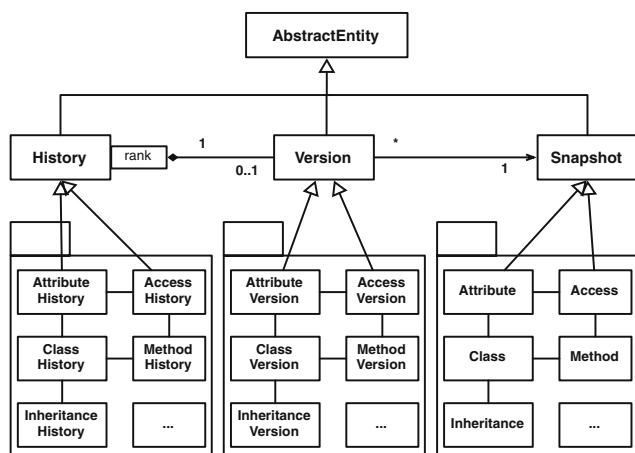 AbstractEntity
History
rank
1
0..1
Version
*
1
Snapshot
Attribute
History
Access
History
Attribute
Version
Access
Version
Attribute
Access
Class
History
Method
History
Class
Version
Method
Version
Class
Method
Inheritance
History
...
Inheritance
Version
...
Inheritance
...